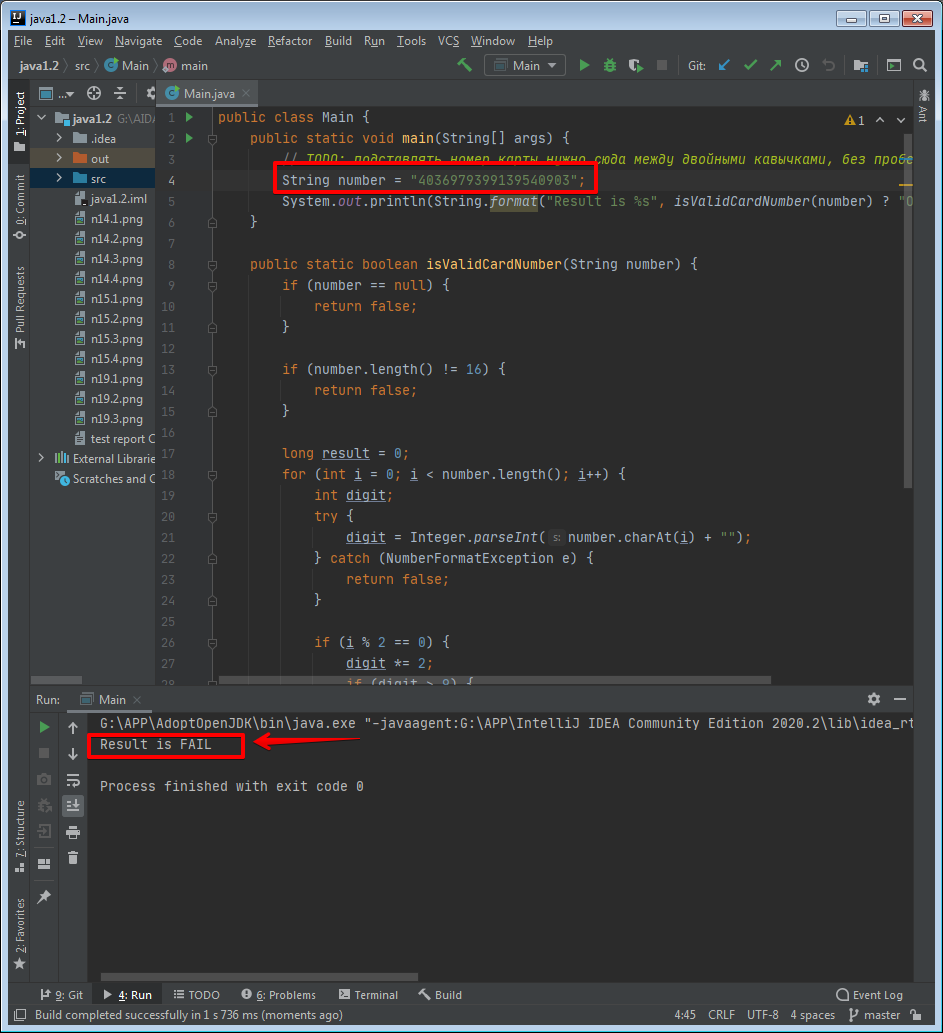 java1.2 – Main.java
File Edit View Navigate Code Analyze Refactor Build Run Tools VCS Window Help
java1.2 src Main main Main Git:
1: Project
0: Commit
Pull Requests
7: Structure
2: Favorites
Ant
java1.2 G:\AIDA
.idea
out
src
java1.2.iml
n14.1.png
n14.2.png
n14.3.png
n14.4.png
n15.1.png
n15.2.png
n15.3.png
n15.4.png
n19.1.png
n19.2.png
n19.3.png
test report
External Librarie
Scratches and C
Main.java
1
1 public class Main {
2 public static void main(String[] args) {
3 // TODO: подставлять номер карты нужно сюда между двойными кавычками, без пробе
4 String number = "4036979399139540903";
5 System.out.println(String.format("Result is %s", isValidCardNumber(number) ? "O
6 }
7
8 public static boolean isValidCardNumber(String number) {
9 if (number == null) {
10 return false;
11 }
12
13 if (number.length() != 16) {
14 return false;
15 }
16
17 long result = 0;
18 for (int i = 0; i < number.length(); i++) {
19 int digit;
20 try {
21 digit = Integer.parseInt( s: number.charAt(i) + "");
22 } catch (NumberFormatException e) {
23 return false;
24 }
25
26 if (i % 2 == 0) {
27 digit *= 2;
28 if (digit > 9) {
Run: Main
G:\APP\AdoptOpenJDK\bin\java.exe "-javaagent:G:\APP\IntelliJ IDEA Community Edition 2020.2\lib\idea_rt
Result is FAIL
Process finished with exit code 0
9: Git 4: Run TODO 6: Problems Terminal Build Event Log
Build completed successfully in 1 s 736 ms (moments ago) 4:45 CRLF UTF-8 4 spaces master